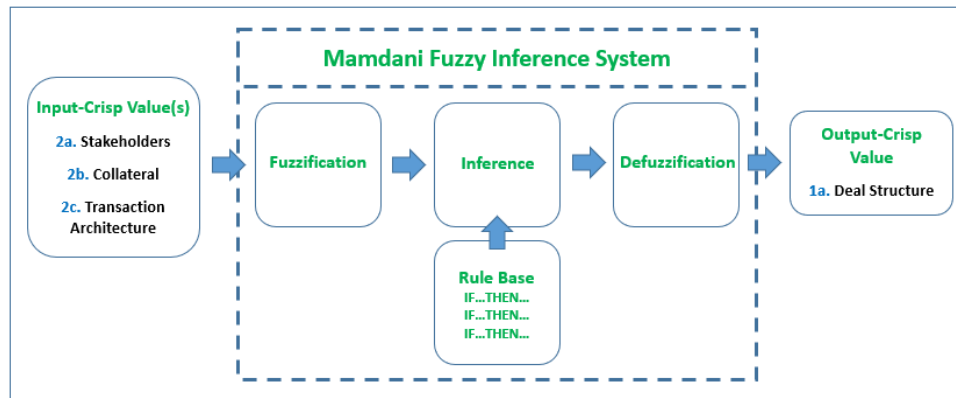 Mamdani Fuzzy Inference System
Input-Crisp Value(s)
2a. Stakeholders
2b. Collateral
2c. Transaction
Architecture
Fuzzification
Inference
Defuzzification
Rule Base
IF...THEN...
IF...THEN...
IF...THEN...
Output-Crisp
Value
1a. Deal Structure